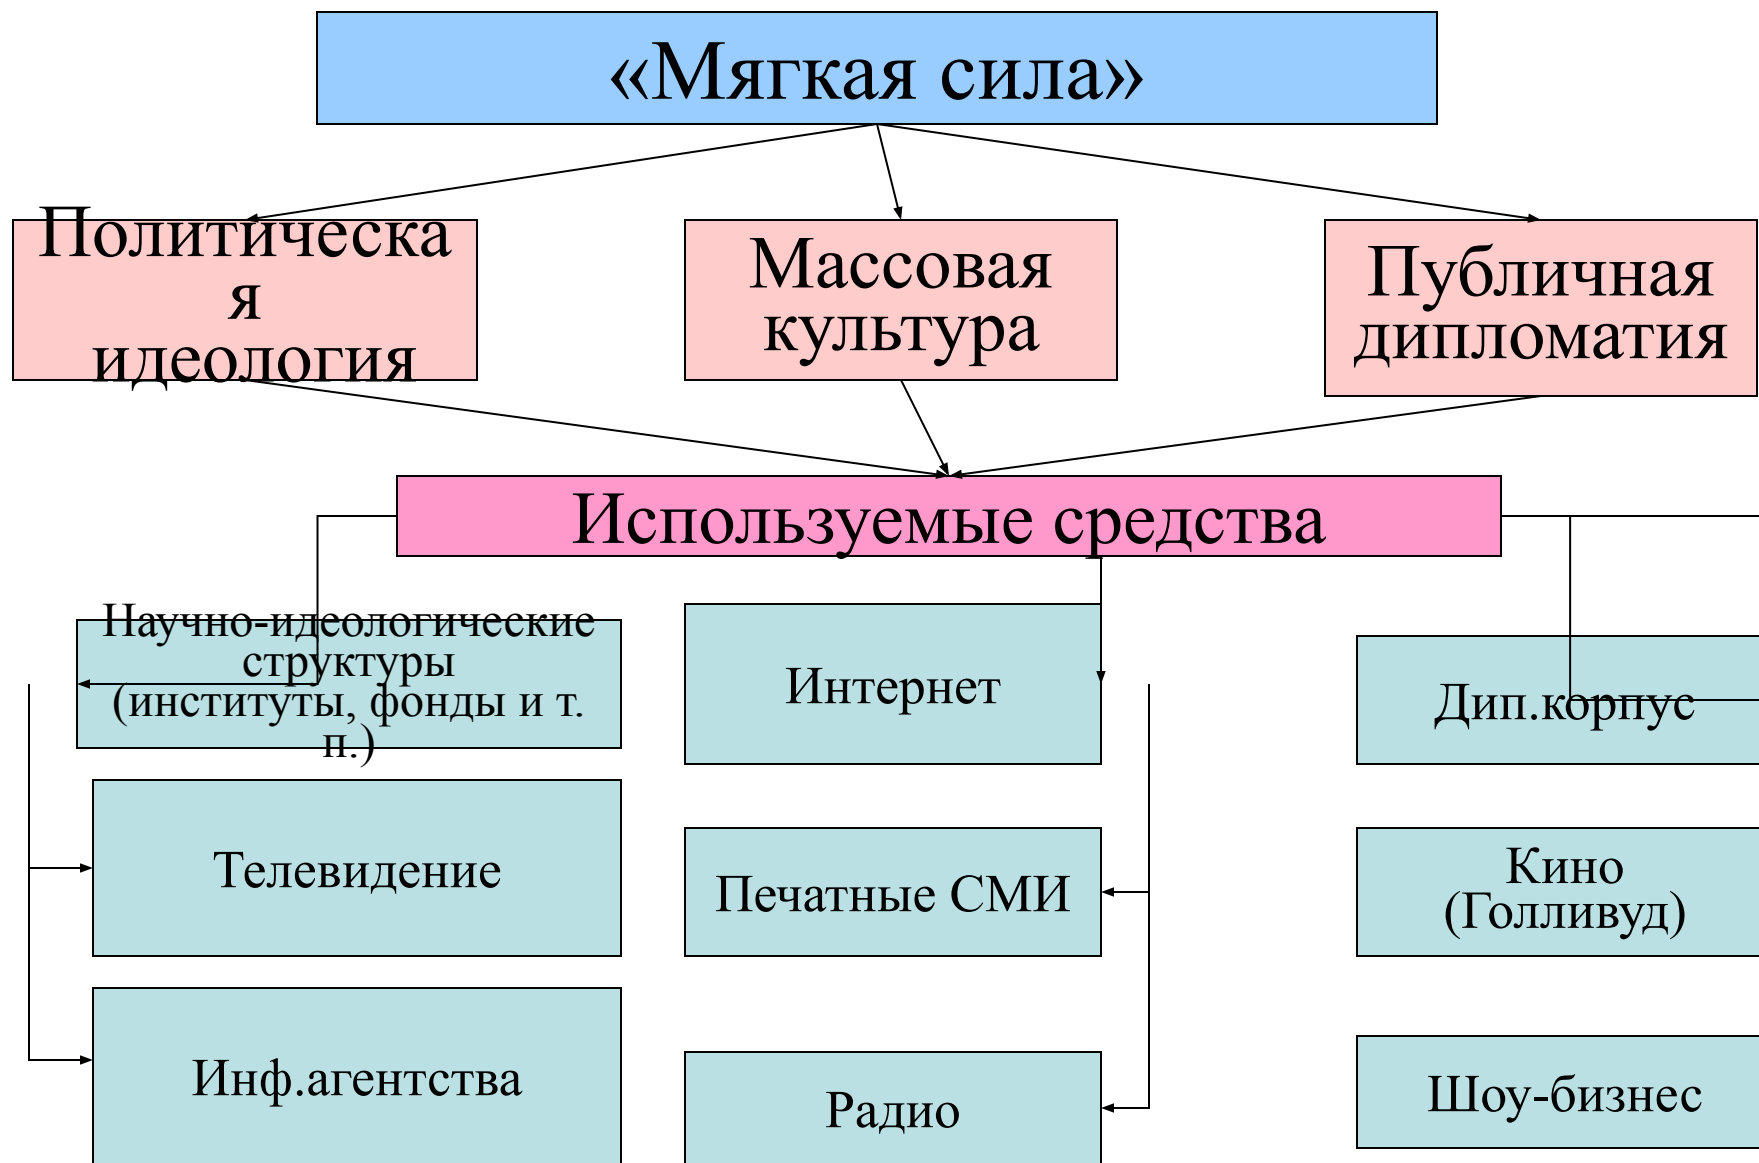 «Мягкая сила»
Политическа
я
идеология
Массовая
культура
Публичная
дипломатия
Используемые средства
Научно-идеологические
структуры
(институты, фонды и т.
п.)
Интернет
Дип.корпус
Телевидение
Печатные СМИ
Кино
(Голливуд)
Инф.агентства
Радио
Шоу-бизнес